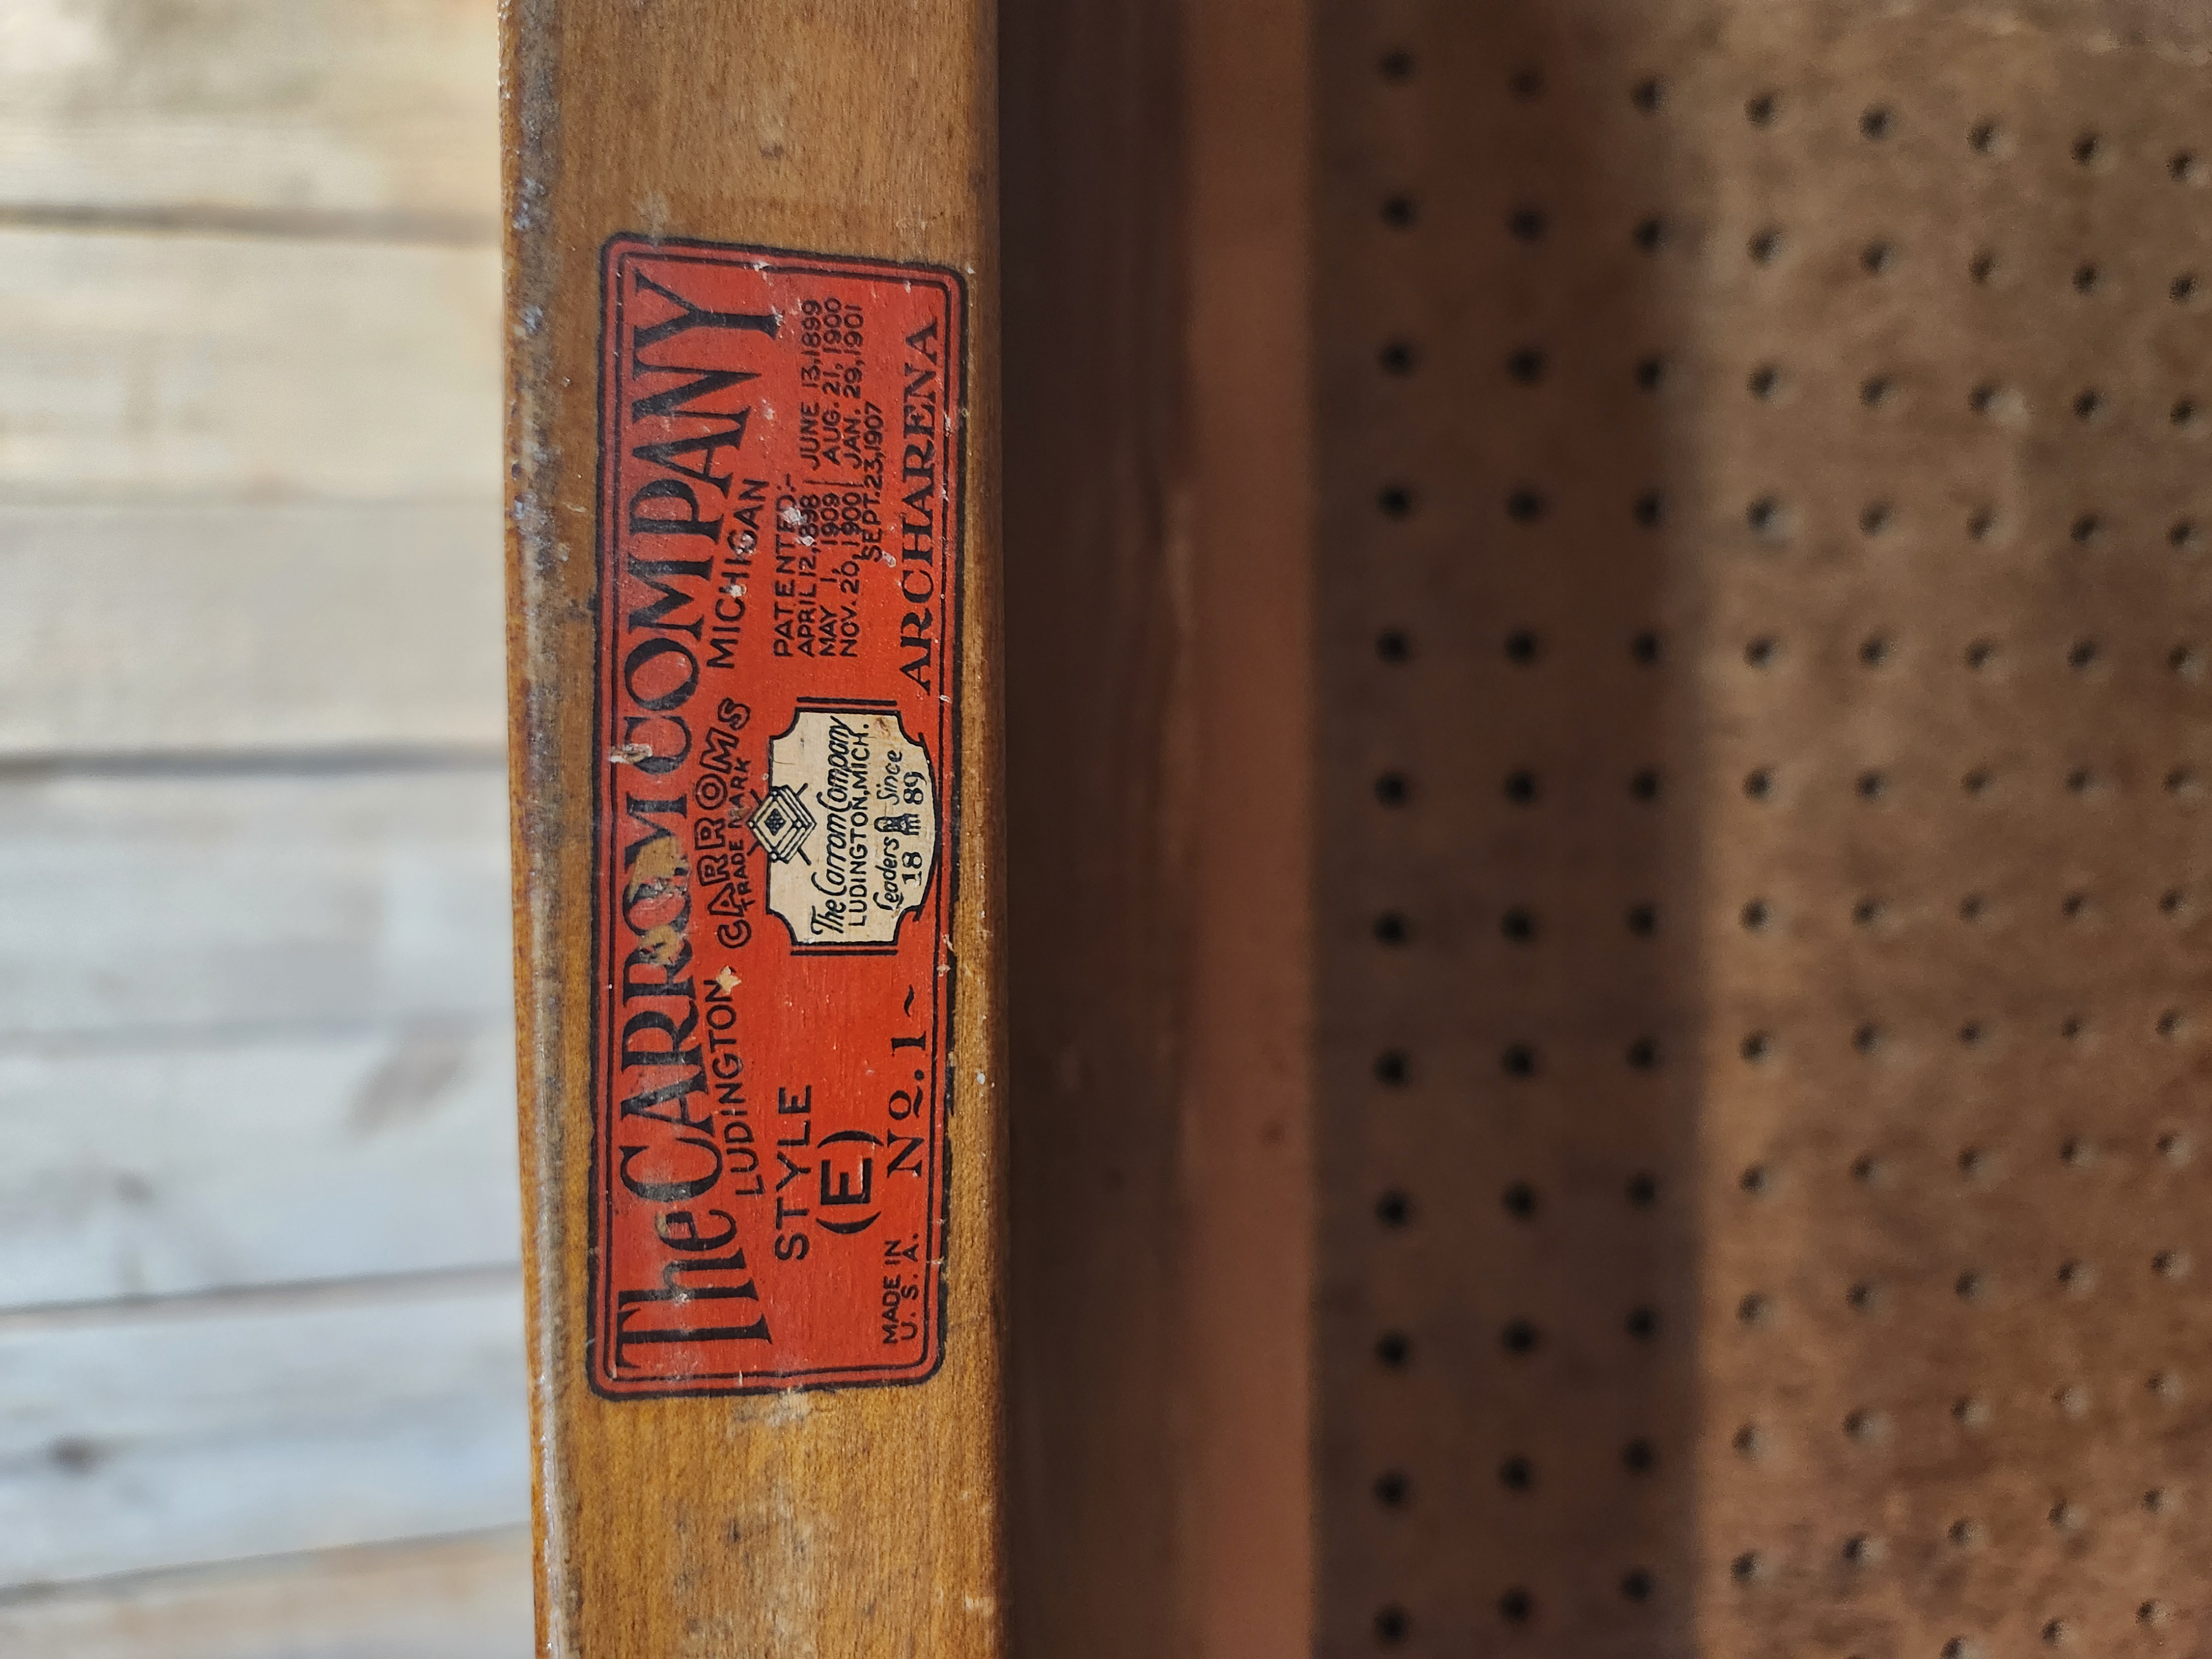 The CARROM COMPANY
LUDINGTON CARROMS MICHIGAN
TRADE MARK
STYLE
(E)
MADE IN
U. S. A.
NO. 1 ~
The Carrom Company
LUDINGTON, MICH.
Leaders Since
18 89
PATENTED:-
APRIL 12, 1898 JUNE 13, 1899
MAY 1, 1909 AUG. 21, 1900
NOV. 20, 1900 JAN. 29, 1901
SEPT. 23, 1907
ARCHARENA